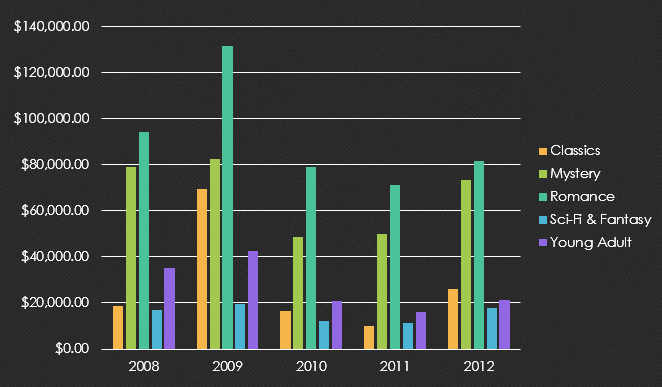 $140,000.00
$120,000.00
$100,000.00
$80,000.00
$60,000.00
$40,000.00
$20,000.00
$0.00
2008 2009 2010 2011 2012
Classics
Mystery
Romance
Sci-Fi & Fantasy
Young Adult